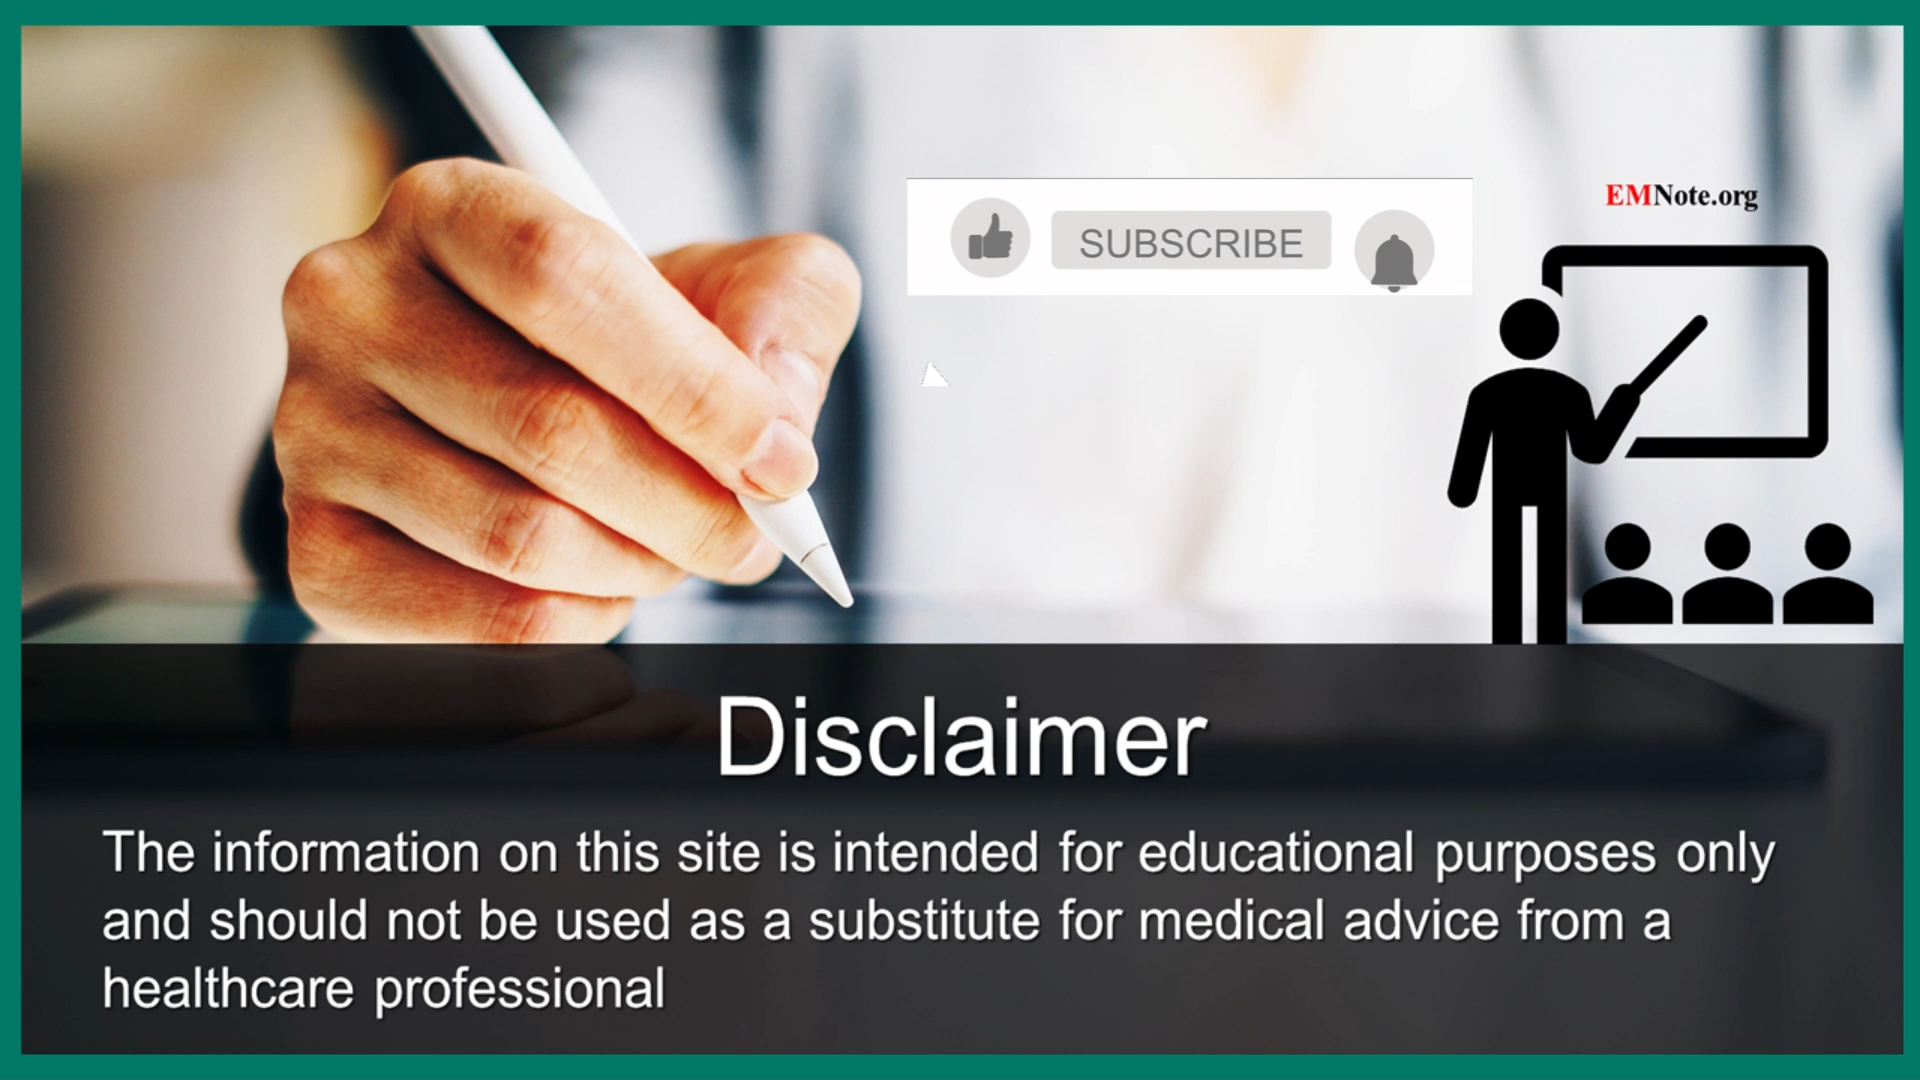 SUBSCRIBE
EMNote.org
Disclaimer
The information on this site is intended for educational purposes only
and should not be used as a substitute for medical advice from a
healthcare professional